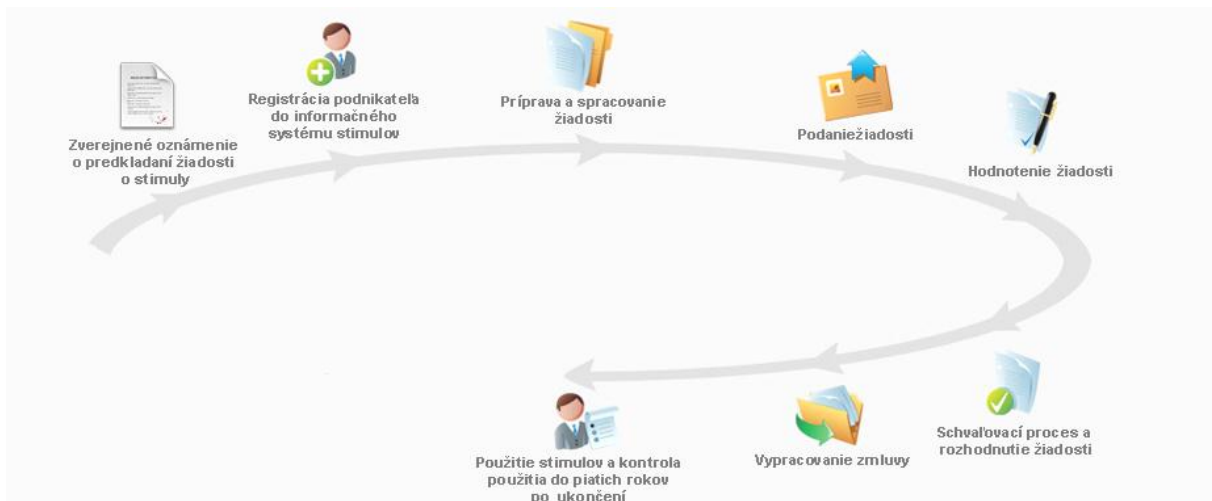 Zverejnené oznámenie
o predkladaní žiadosti
o stimuly
Registrácia podnikateľa
do informačného
systému stimulov
Príprava a spracovanie
žiadosti
Podaniežiadosti
Hodnotenie žiadosti
Schvaľovací proces a
rozhodnutie žiadosti
Vypracovanie zmluvy
Použitie stimulov a kontrola
použitia do piatich rokov
po ukončení